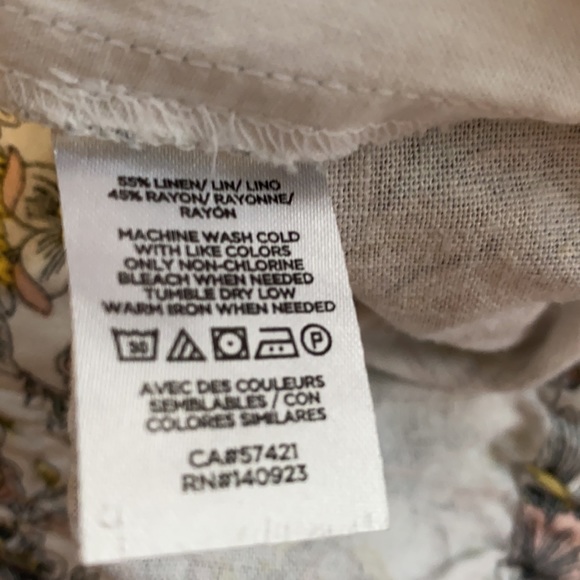 55% LINEN/ LIN/ LINO
45% RAYON/ RAYONNE/
RAYÓN
MACHINE WASH COLD
WITH LIKE COLORS
ONLY NON-CHLORINE
BLEACH WHEN NEEDED
TUMBLE DRY LOW
WARM IRON WHEN NEEDED
30 P
AVEC DES COULEURS
SEMBLABLES / CON
COLORES SIMILARES
CA#57421
RN#140923